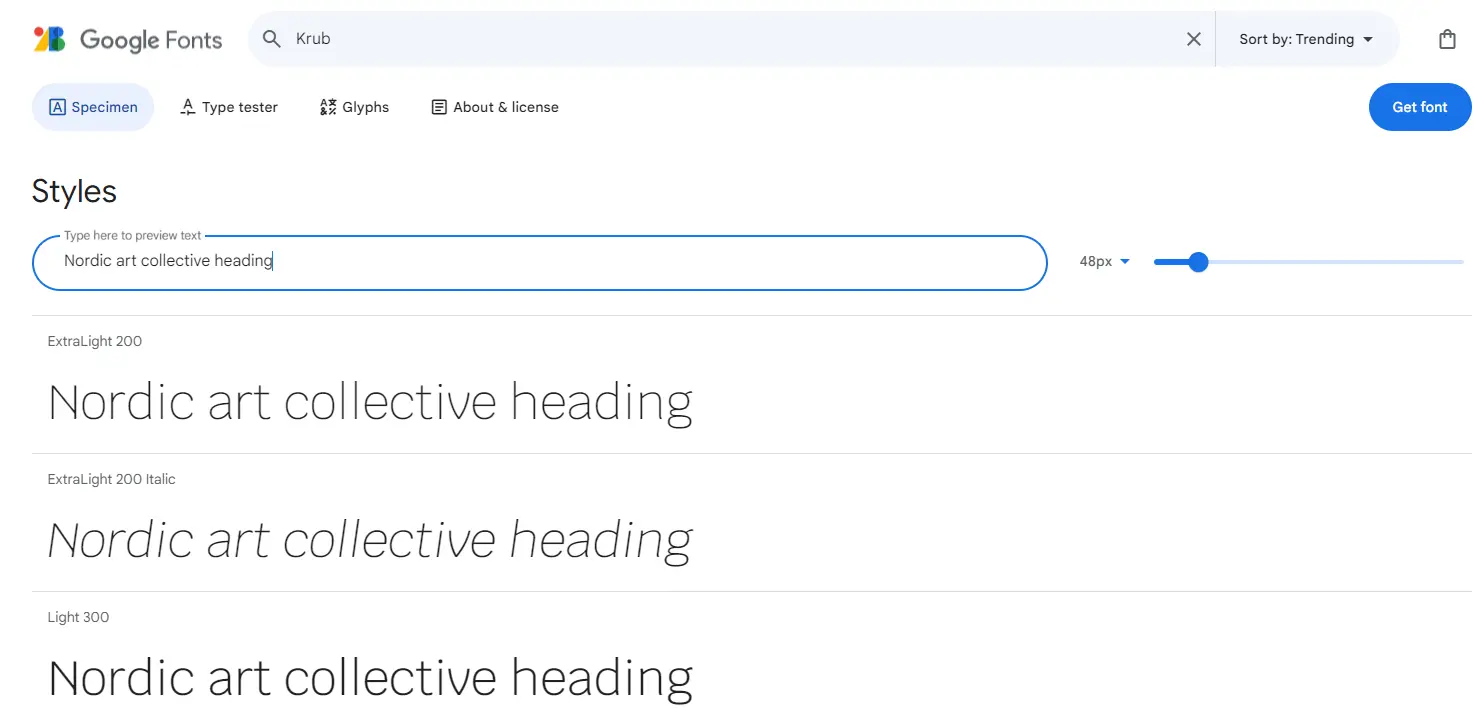 Google Fonts
Krub
Sort by: Trending
Specimen
Type tester
Glyphs
About & license
Get font
Styles
Type here to preview text
Nordic art collective heading
48px
ExtraLight 200
Nordic art collective heading
ExtraLight 200 Italic
Nordic art collective heading
Light 300
Nordic art collective heading